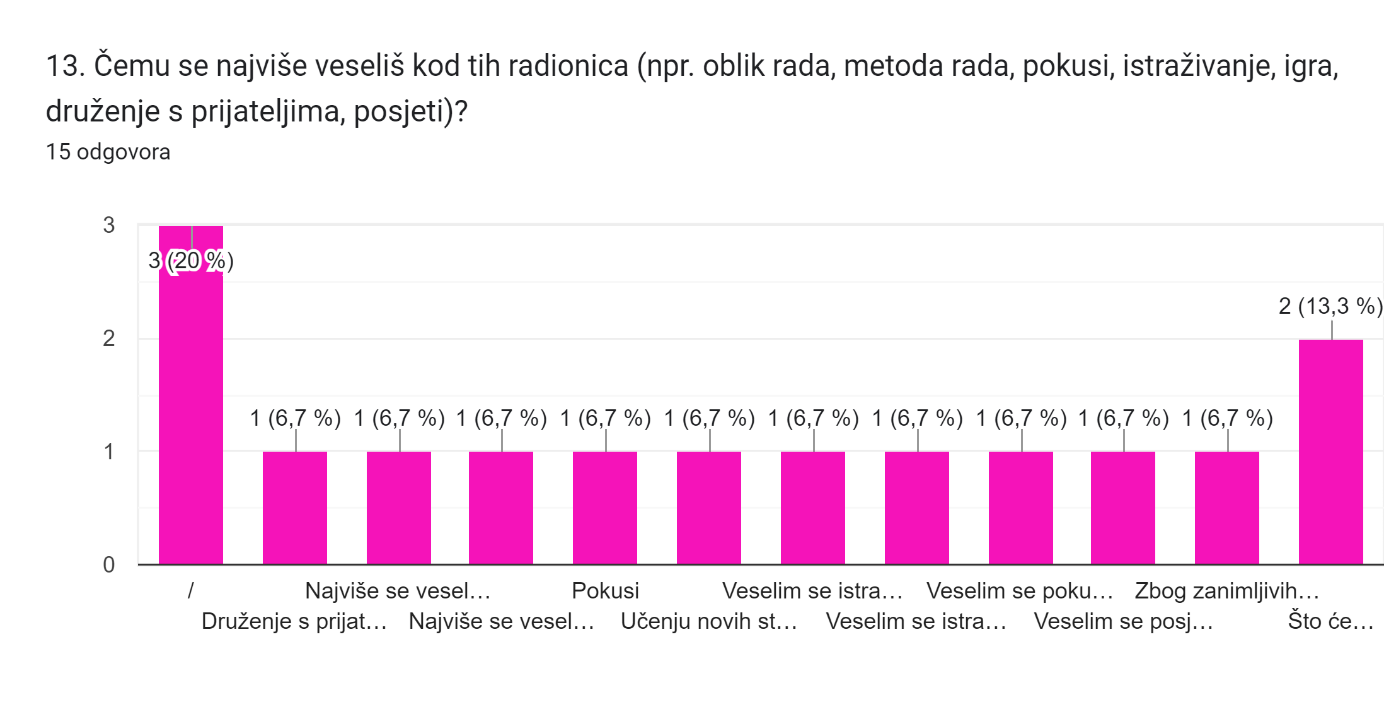 13. Čemu se najviše veseliš kod tih radionica (npr. oblik rada, metoda rada, pokusi, istraživanje, igra,
druženje s prijateljima, posjeti)?
15 odgovora
3
2
1
0
3 (20 %)
1 (6,7 %)
1 (6,7 %)
1 (6,7 %)
1 (6,7 %)
1 (6,7 %)
1 (6,7 %)
1 (6,7 %)
1 (6,7 %)
1 (6,7 %)
1 (6,7 %)
2 (13,3 %)
/
Druženje s prijat…
Najviše se vesel…
Najviše se vesel…
Pokusi
Učenju novih st…
Veselim se istra…
Veselim se istra…
Veselim se poku…
Veselim se posj…
Zbog zanimljivih…
Što će…